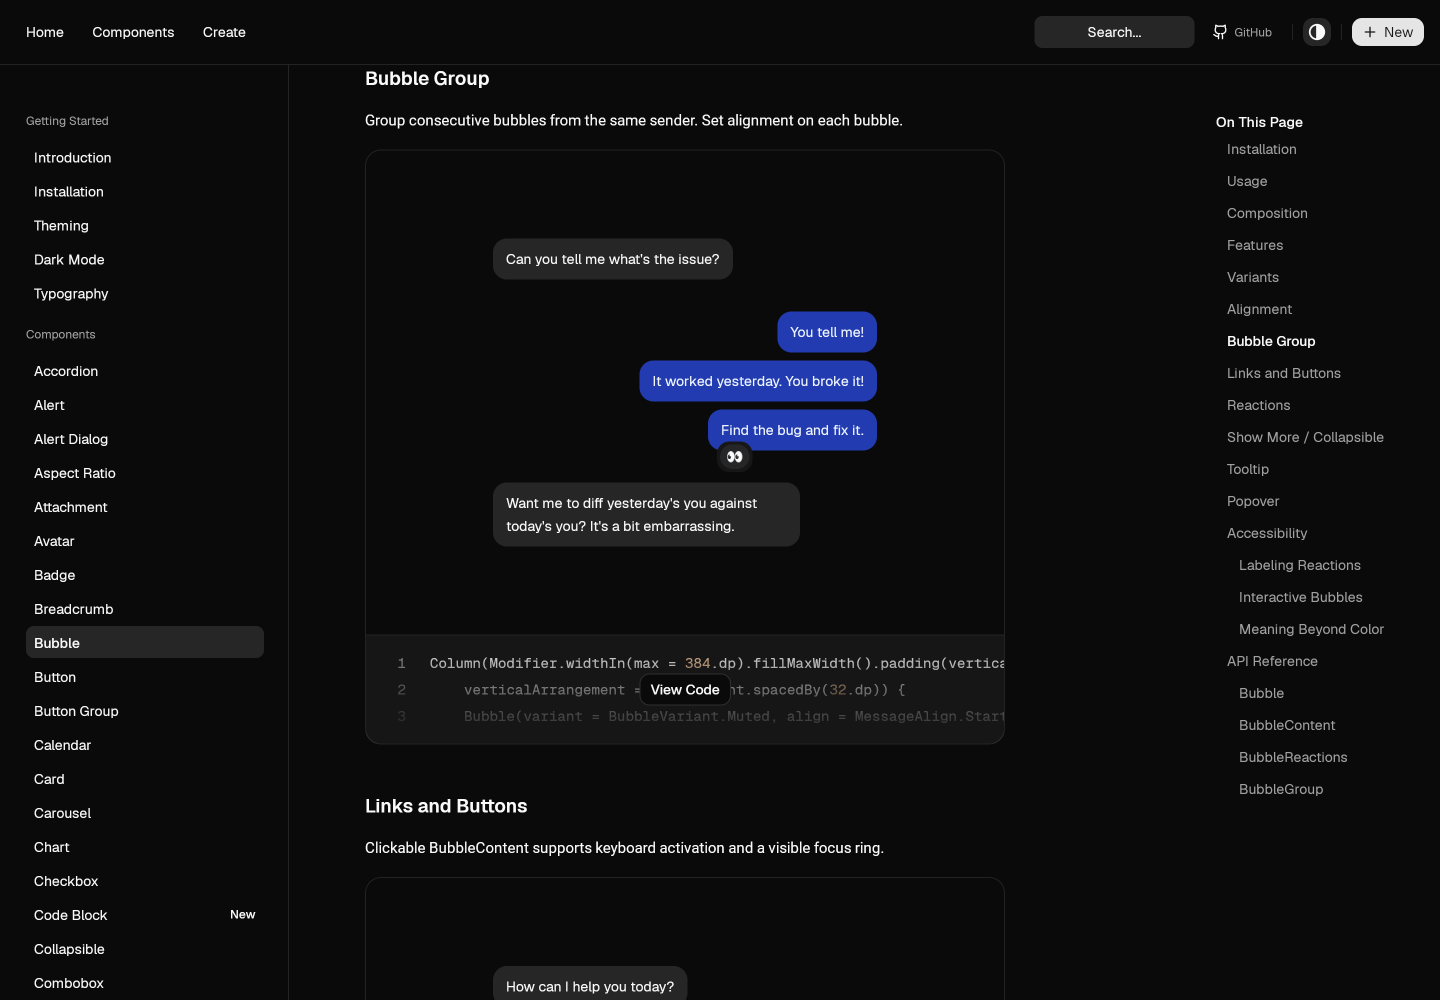 Home
Components
Create
Search...
GitHub
New
Getting Started
Introduction
Installation
Theming
Dark Mode
Typography
Components
Accordion
Alert
Alert Dialog
Aspect Ratio
Attachment
Avatar
Badge
Breadcrumb
Bubble
Button
Button Group
Calendar
Card
Carousel
Chart
Checkbox
Code Block New
Collapsible
Combobox
Bubble Group
Group consecutive bubbles from the same sender. Set alignment on each bubble.
Can you tell me what's the issue?
You tell me!
It worked yesterday. You broke it!
Find the bug and fix it.
👀
Want me to diff yesterday's you against
today's you? It's a bit embarrassing.
1 Column(Modifier.widthIn(max = 384.dp).fillMaxWidth().padding(vertica
2 verticalArrangement = nt.spacedBy(32.dp)) {
View Code
3 Bubble(variant = BubbleVariant.Muted, align = MessageAlign.Start
Links and Buttons
Clickable BubbleContent supports keyboard activation and a visible focus ring.
How can I help you today?
On This Page
Installation
Usage
Composition
Features
Variants
Alignment
Bubble Group
Links and Buttons
Reactions
Show More / Collapsible
Tooltip
Popover
Accessibility
Labeling Reactions
Interactive Bubbles
Meaning Beyond Color
API Reference
Bubble
BubbleContent
BubbleReactions
BubbleGroup